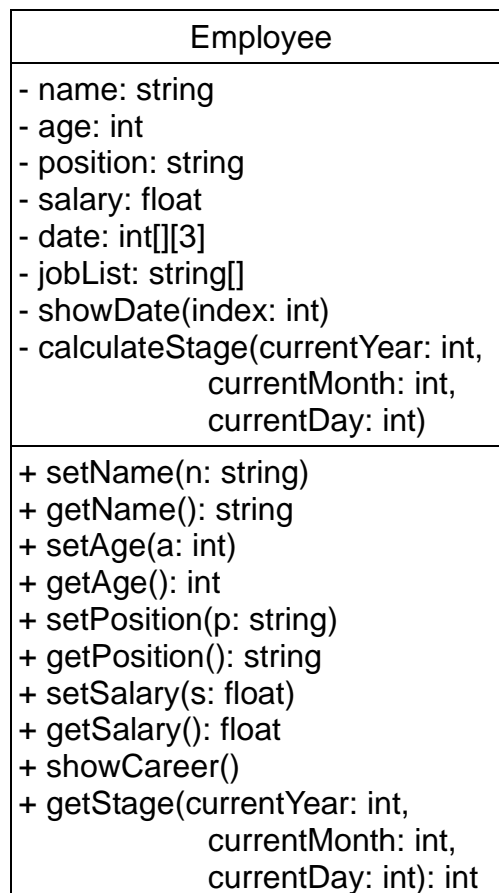 Employee
- name: string
- age: int
- position: string
- salary: float
- date: int[][3]
- jobList: string[]
- showDate(index: int)
- calculateStage(currentYear: int,
currentMonth: int,
currentDay: int)
+ setName(n: string)
+ getName(): string
+ setAge(a: int)
+ getAge(): int
+ setPosition(p: string)
+ getPosition(): string
+ setSalary(s: float)
+ getSalary(): float
+ showCareer()
+ getStage(currentYear: int,
currentMonth: int,
currentDay: int): int